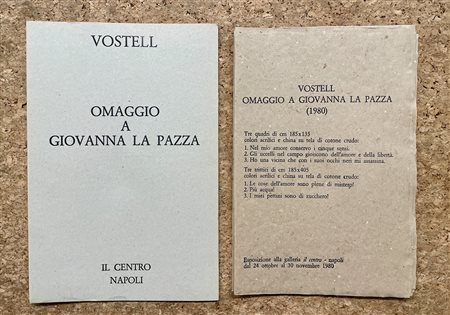 VOSTELL
OMAGGIO
A
GIOVANNA LA PAZZA
IL CENTRO
NAPOLI
VOSTELL
OMAGGIO A GIOVANNA LA PAZZA
(1980)
Tre quadri di cm 185x135
colori acrilici e china su tela di cotone crudo:
1. Nel mio amore conservo i cinque sensi.
2. Gli uccelli nel campo gioiscono dell'amore e della libertà.
3. Ho una vicina che con i suoi occhi neri mi assassina.
Tre trittici di cm 185x405
colori acrilici e china su tela di cotone crudo:
1. Le cose dell'amore sono piene di misteri?
2. Più acqua!
3. I miei pettini sono di zucchero?
Esposizione alla galleria il centro - napoli
dal 24 ottobre al 30 novembre 1980